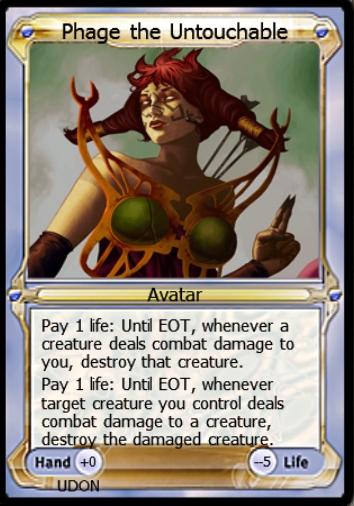 Phage the Untouchable
Avatar
Pay 1 life: Until EOT, whenever a
creature deals combat damage to
you, destroy that creature.
Pay 1 life: Until EOT, whenever
target creature you control deals
combat damage to a creature,
destroy the damaged creature.
Hand +0 --5 Life
UDON